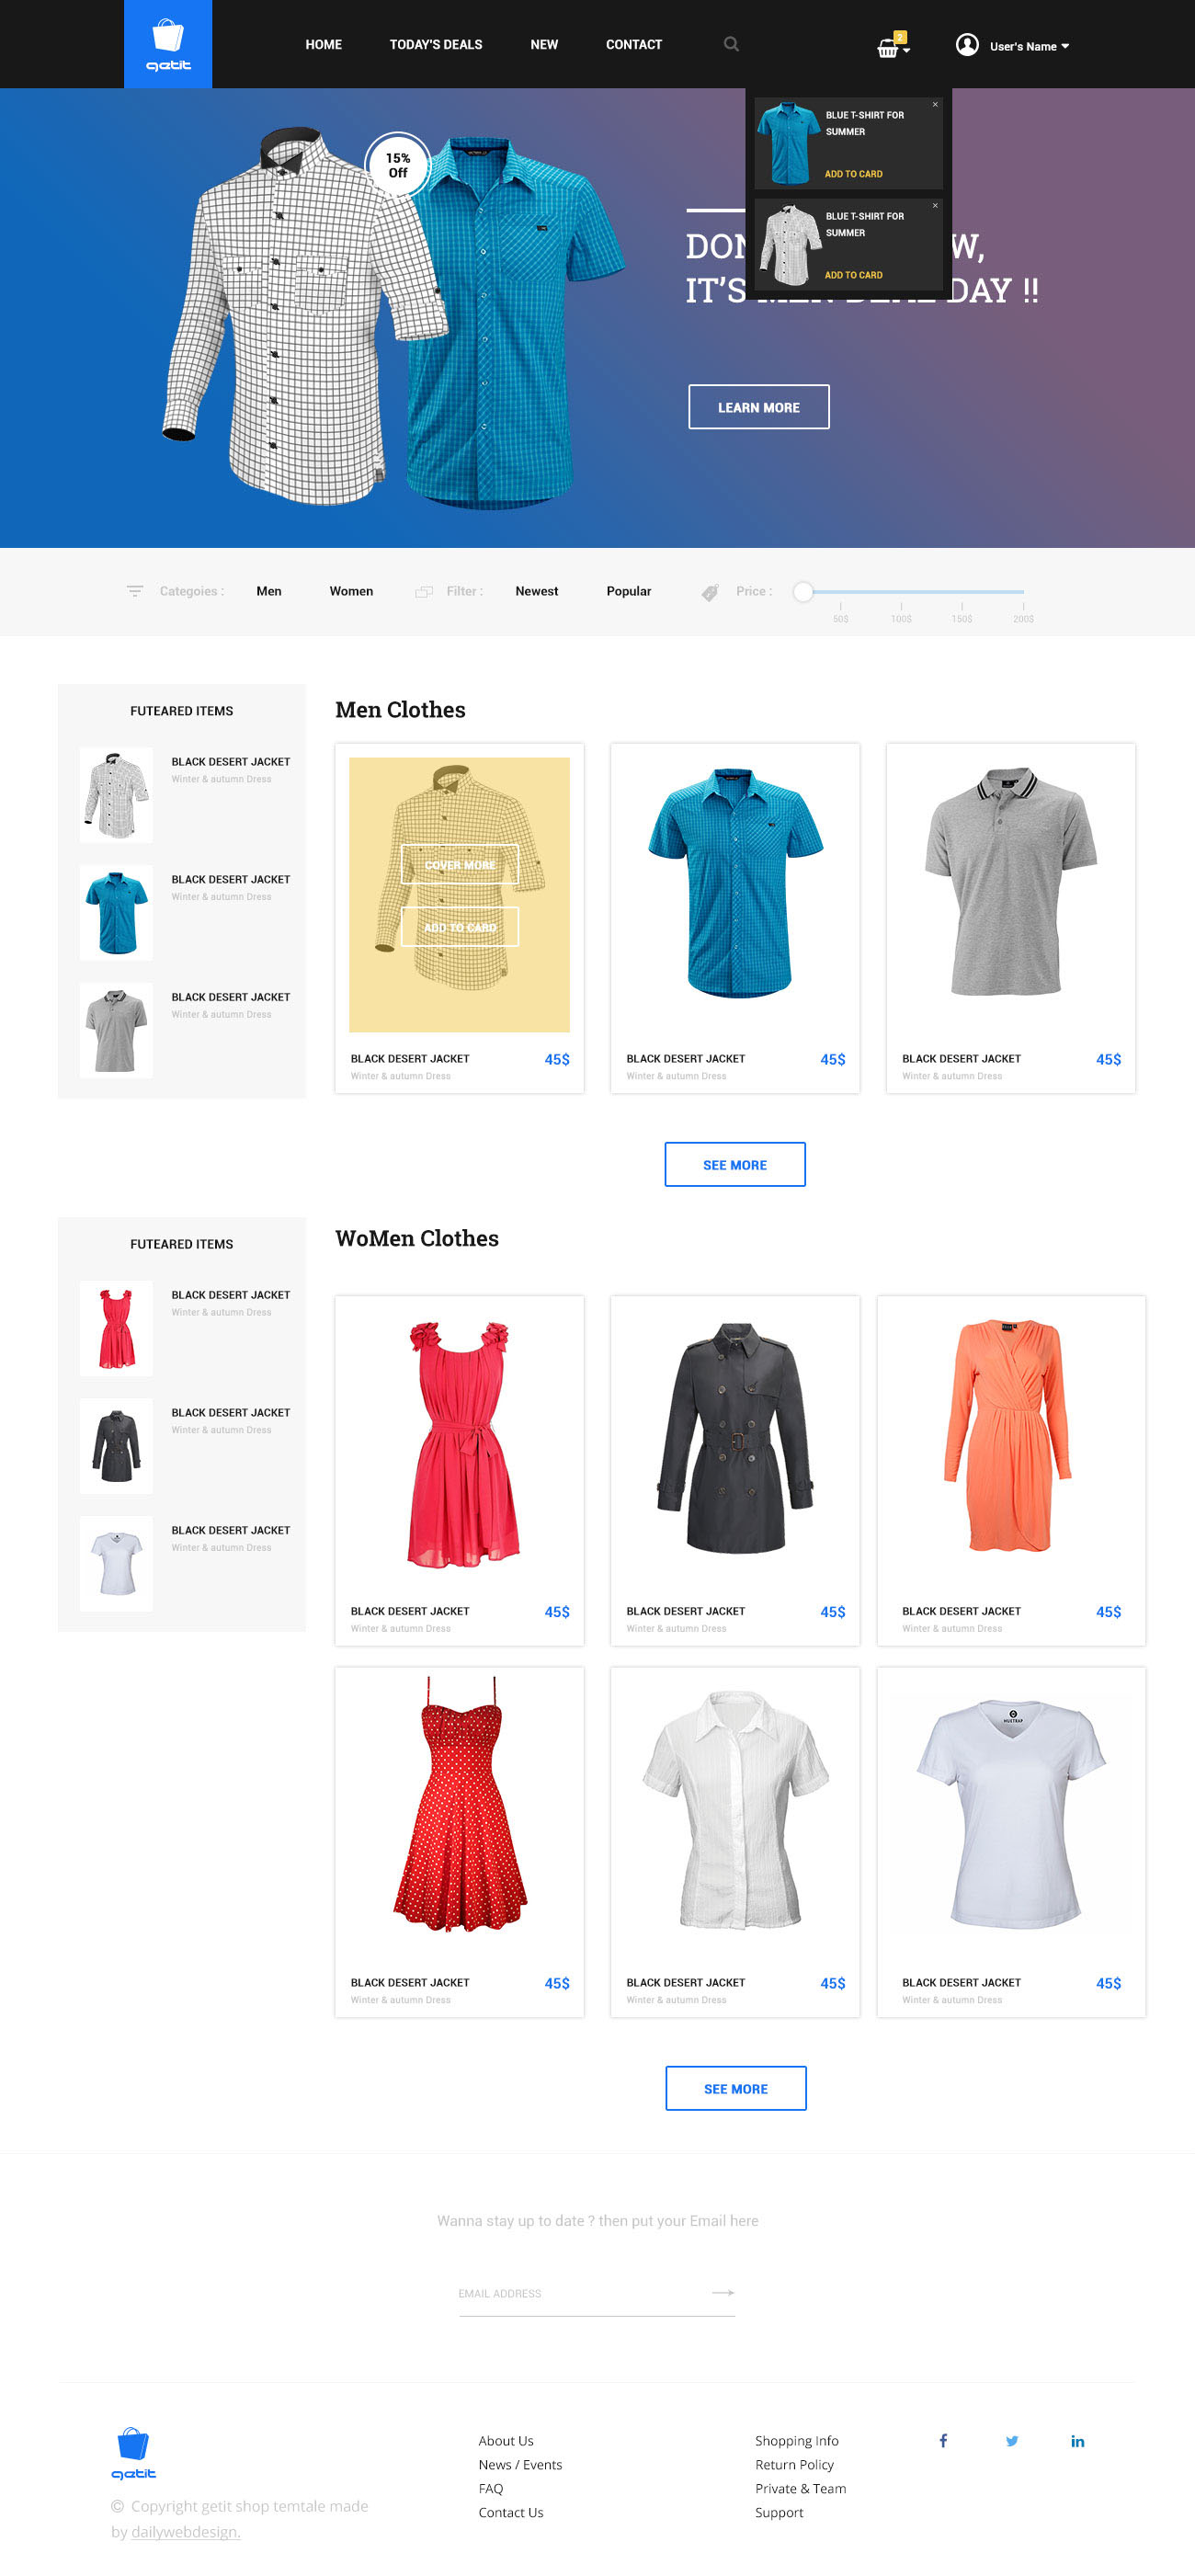 getit
HOME
TODAY'S DEALS
NEW
CONTACT
2
User's Name
15%
Off
BLUE T-SHIRT FOR
SUMMER
ADD TO CARD
BLUE T-SHIRT FOR
SUMMER
ADD TO CARD
IT'S MEN DEAL DAY !!
LEARN MORE
Categoies :
Men
Women
Filter :
Newest
Popular
Price :
50$
100$
150$
200$
FUTEARED ITEMS
BLACK DESERT JACKET
Winter & autumn Dress
BLACK DESERT JACKET
Winter & autumn Dress
BLACK DESERT JACKET
Winter & autumn Dress
Men Clothes
COVER MORE
ADD TO CARD
BLACK DESERT JACKET
45$
Winter & autumn Dress
BLACK DESERT JACKET
45$
Winter & autumn Dress
BLACK DESERT JACKET
45$
Winter & autumn Dress
SEE MORE
FUTEARED ITEMS
BLACK DESERT JACKET
Winter & autumn Dress
BLACK DESERT JACKET
Winter & autumn Dress
BLACK DESERT JACKET
Winter & autumn Dress
WoMen Clothes
BLACK DESERT JACKET
45$
Winter & autumn Dress
BLACK DESERT JACKET
45$
Winter & autumn Dress
BLACK DESERT JACKET
45$
Winter & autumn Dress
BLACK DESERT JACKET
45$
Winter & autumn Dress
BLACK DESERT JACKET
45$
Winter & autumn Dress
BLACK DESERT JACKET
45$
Winter & autumn Dress
SEE MORE
Wanna stay up to date ? then put your Email here
EMAIL ADDRESS
getit
© Copyright getit shop temtale made
by dailywebdesign.
About Us
News / Events
FAQ
Contact Us
Shopping Info
Return Policy
Private & Team
Support